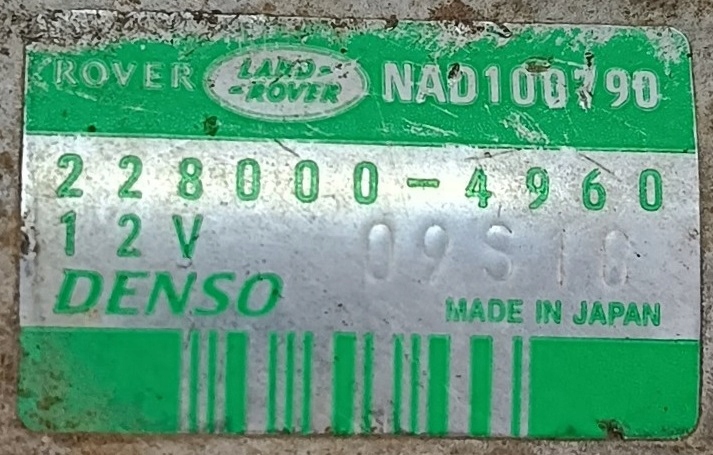 ROVER LAND-ROVER NAD100790
228000-4960
12V 09S10
DENSO MADE IN JAPAN